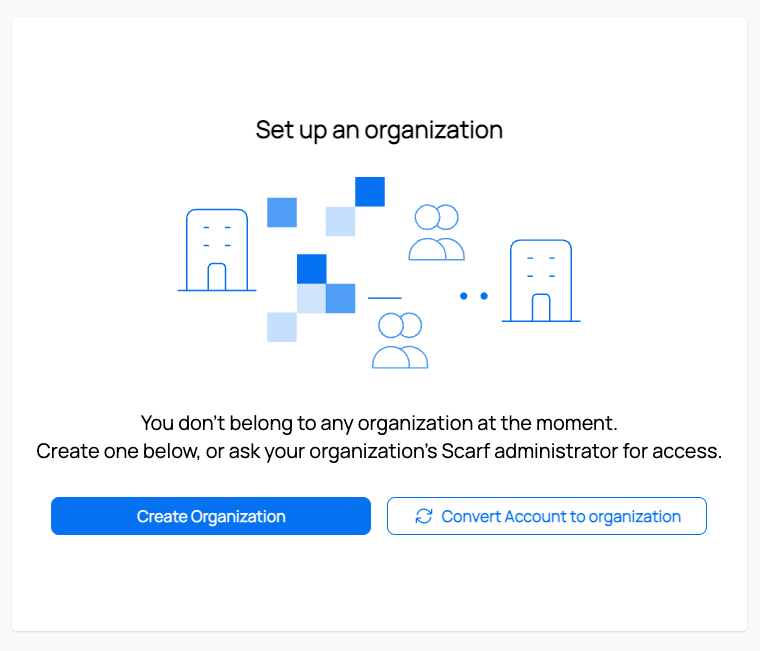 Set up an organization
You don't belong to any organization at the moment.
Create one below, or ask your organization's Scarf administrator for access.
Create Organization
Convert Account to organization